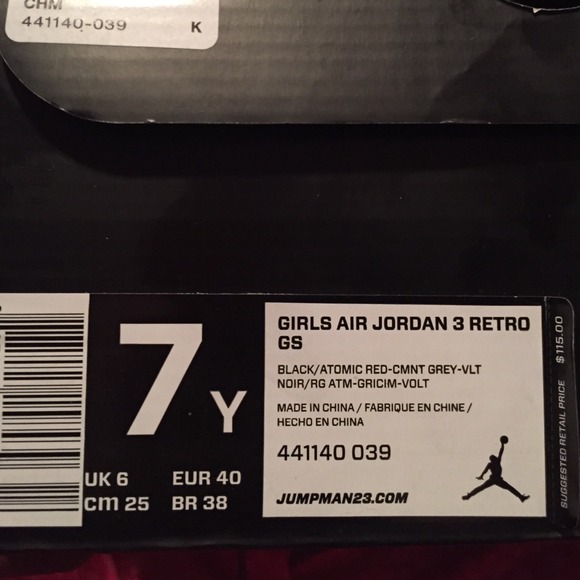 CHM
441140-039 K
7 Y
UK 6 EUR 40
cm 25 BR 38
GIRLS AIR JORDAN 3 RETRO
GS
BLACK/ATOMIC RED-CMNT GREY-VLT
NOIR/RG ATM-GRICIM-VOLT
MADE IN CHINA / FABRIQUE EN CHINE /
HECHO EN CHINA
441140 039
JUMPMAN23.COM
SUGGESTED RETAIL PRICE $ 115.00